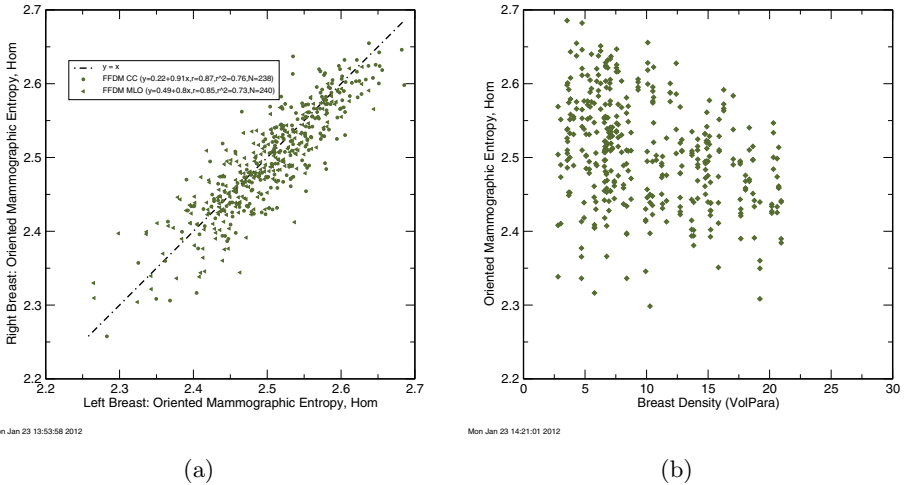 2.7
2.6
2.5
2.4
2.3
2.2
Right Breast: Oriented Mammographic Entropy, Hom
y = x
FFDM CC (y=0.22+0.91x,r=0.87,r^2=0.76,N=238)
FFDM MLO (y=0.49+0.8x,r=0.85,r^2=0.73,N=240)
2.2 2.3 2.4 2.5 2.6 2.7
Left Breast: Oriented Mammographic Entropy, Hom
n Jan 23 13:53:58 2012
(a)
2.7
2.6
2.5
2.4
2.3
2.2
Oriented Mammographic Entropy, Hom
0 5 10 15 20 25 30
Breast Density (VolPara)
Mon Jan 23 14:21:01 2012
(b)